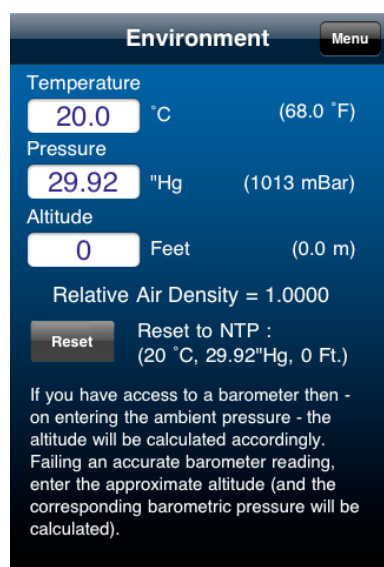 Environment Menu
Temperature
20.0 °C (68.0 °F)
Pressure
29.92 "Hg (1013 mBar)
Altitude
0 Feet (0.0 m)
Relative Air Density = 1.0000
Reset Reset to NTP :
(20 °C, 29.92"Hg, 0 Ft.)
If you have access to a barometer then -
on entering the ambient pressure - the
altitude will be calculated accordingly.
Failing an accurate barometer reading,
enter the approximate altitude (and the
corresponding barometric pressure will be
calculated).